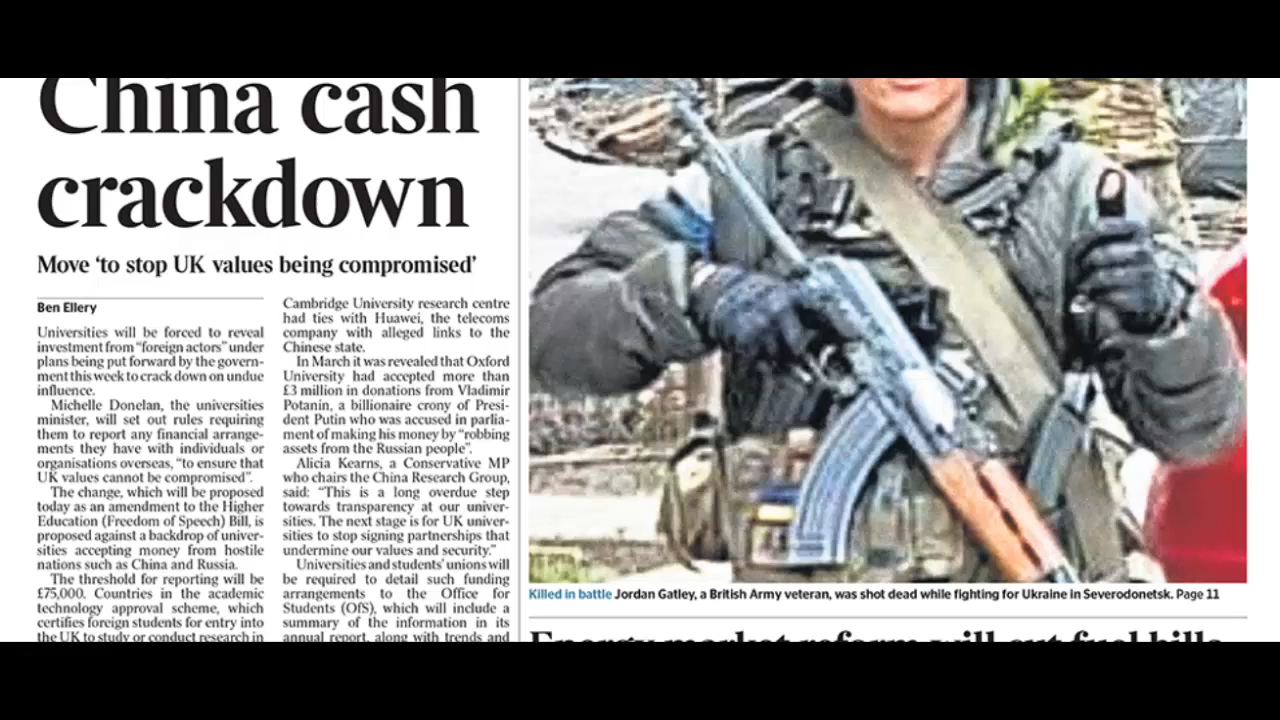 China cash
crackdown
Move ‘to stop UK values being compromised’
Ben Ellery
Universities will be forced to reveal
investment from “foreign actors” under
plans being put forward by the govern-
ment this week to crack down on undue
influence.
Michelle Donelan, the universities
minister, will set out rules requiring
them to report any financial arrange-
ments they have with individuals or
organisations overseas, “to ensure that
UK values cannot be compromised”.
The change, which will be proposed
today as an amendment to the Higher
Education (Freedom of Speech) Bill, is
proposed against a backdrop of univer-
sities accepting money from hostile
nations such as China and Russia.
The threshold for reporting will be
£75,000. Countries in the academic
technology approval scheme, which
certifies foreign students for entry into
the UK to study or conduct research in
Cambridge University research centre
had ties with Huawei, the telecoms
company with alleged links to the
Chinese state.
In March it was revealed that Oxford
University had accepted more than
£3 million in donations from Vladimir
Potanin, a billionaire crony of Presi-
dent Putin who was accused in parlia-
ment of making his money by “robbing
assets from the Russian people”.
Alicia Kearns, a Conservative MP
who chairs the China Research Group,
said: “This is a long overdue step
towards transparency at our univer-
sities. The next stage is for UK univer-
sities to stop signing partnerships that
undermine our values and security.”
Universities and students’ unions will
be required to detail such funding
arrangements to the Office for
Students (OfS), which will include a
summary of the information in its
annual report, along with trends and
Killed in battle Jordan Gatley, a British Army veteran, was shot dead while fighting for Ukraine in Severodonetsk. Page 11
Energy market reform will cut fuel bills